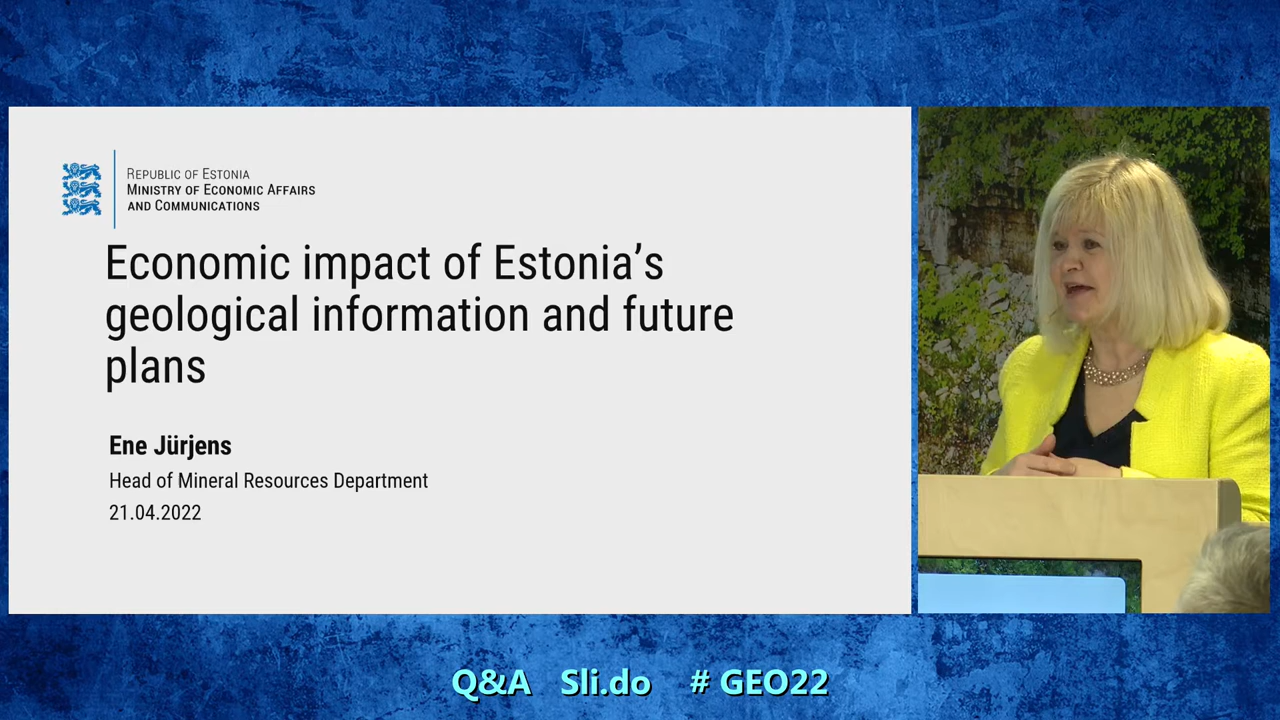 REPUBLIC OF ESTONIA
MINISTRY OF ECONOMIC AFFAIRS
AND COMMUNICATIONS
Economic impact of Estonia’s
geological information and future
plans
Ene Jürjens
Head of Mineral Resources Department
21.04.2022
Q&A Sli.do # GEO22